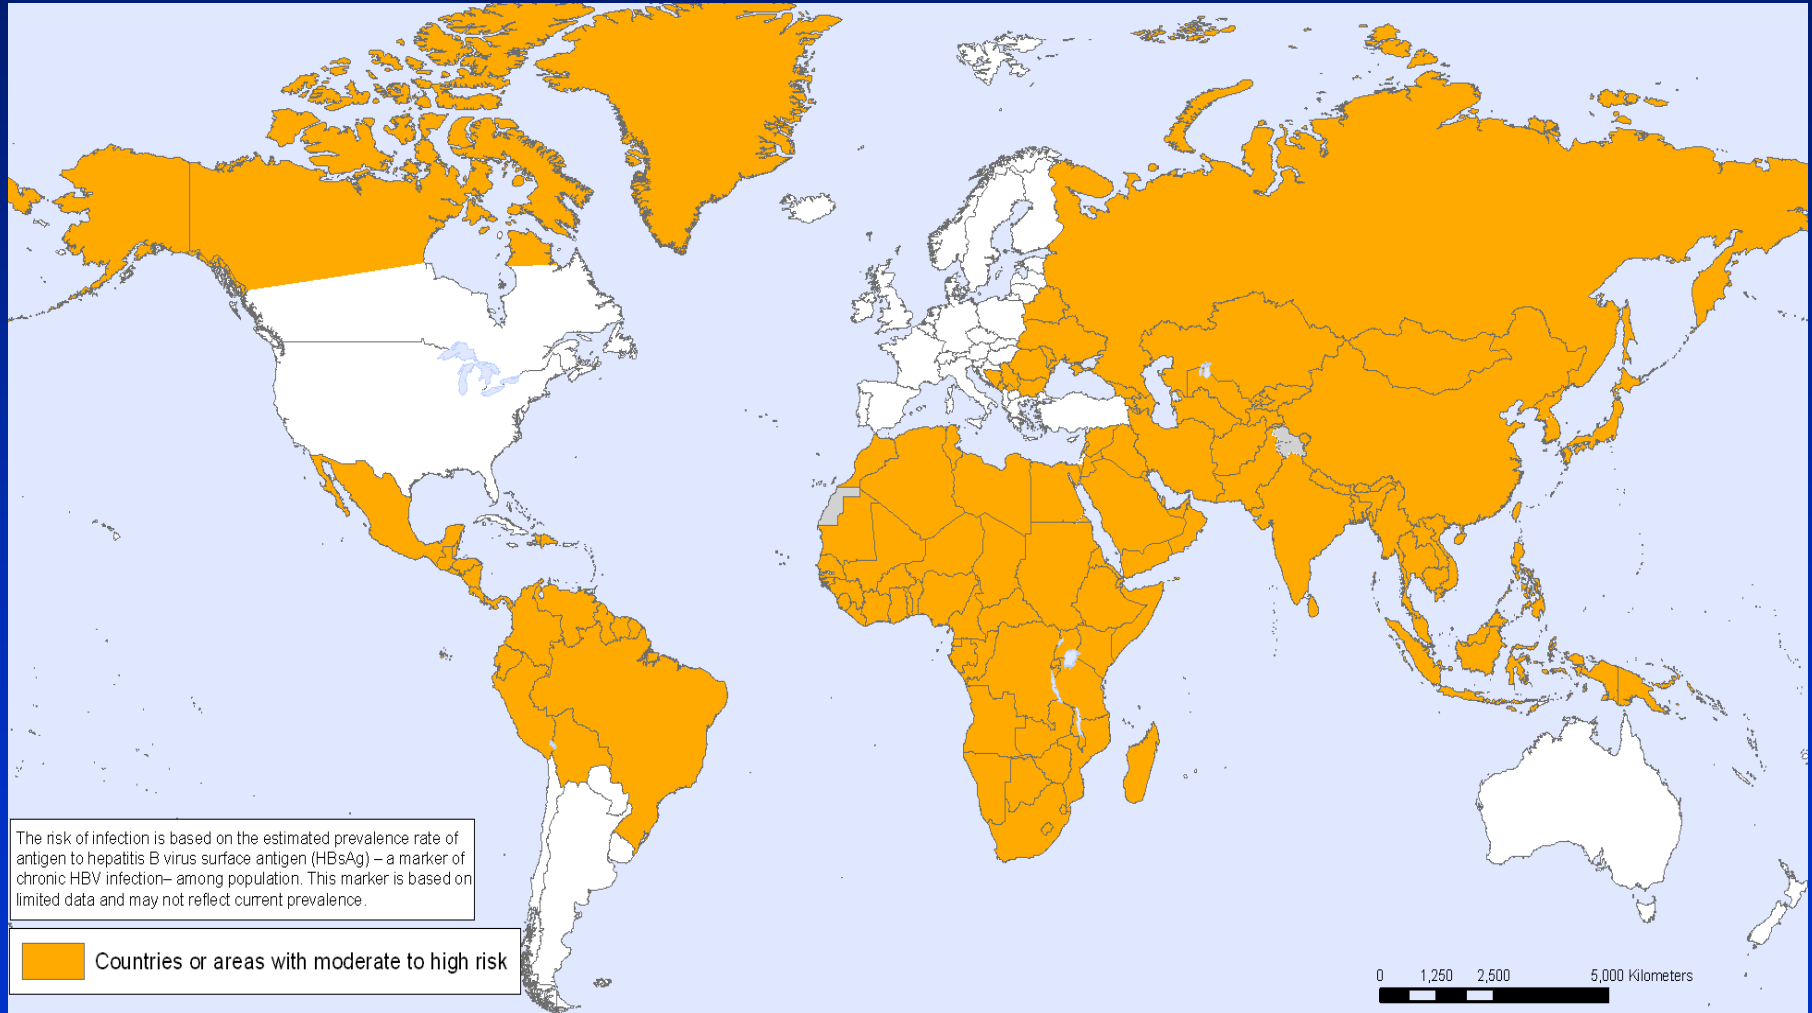 The risk of infection is based on the estimated prevalence rate of
antigen to hepatitis B virus surface antigen (HBsAg) – a marker of
chronic HBV infection– among population. This marker is based on
limited data and may not reflect current prevalence.
Countries or areas with moderate to high risk
0 1,250 2,500 5,000 Kilometers